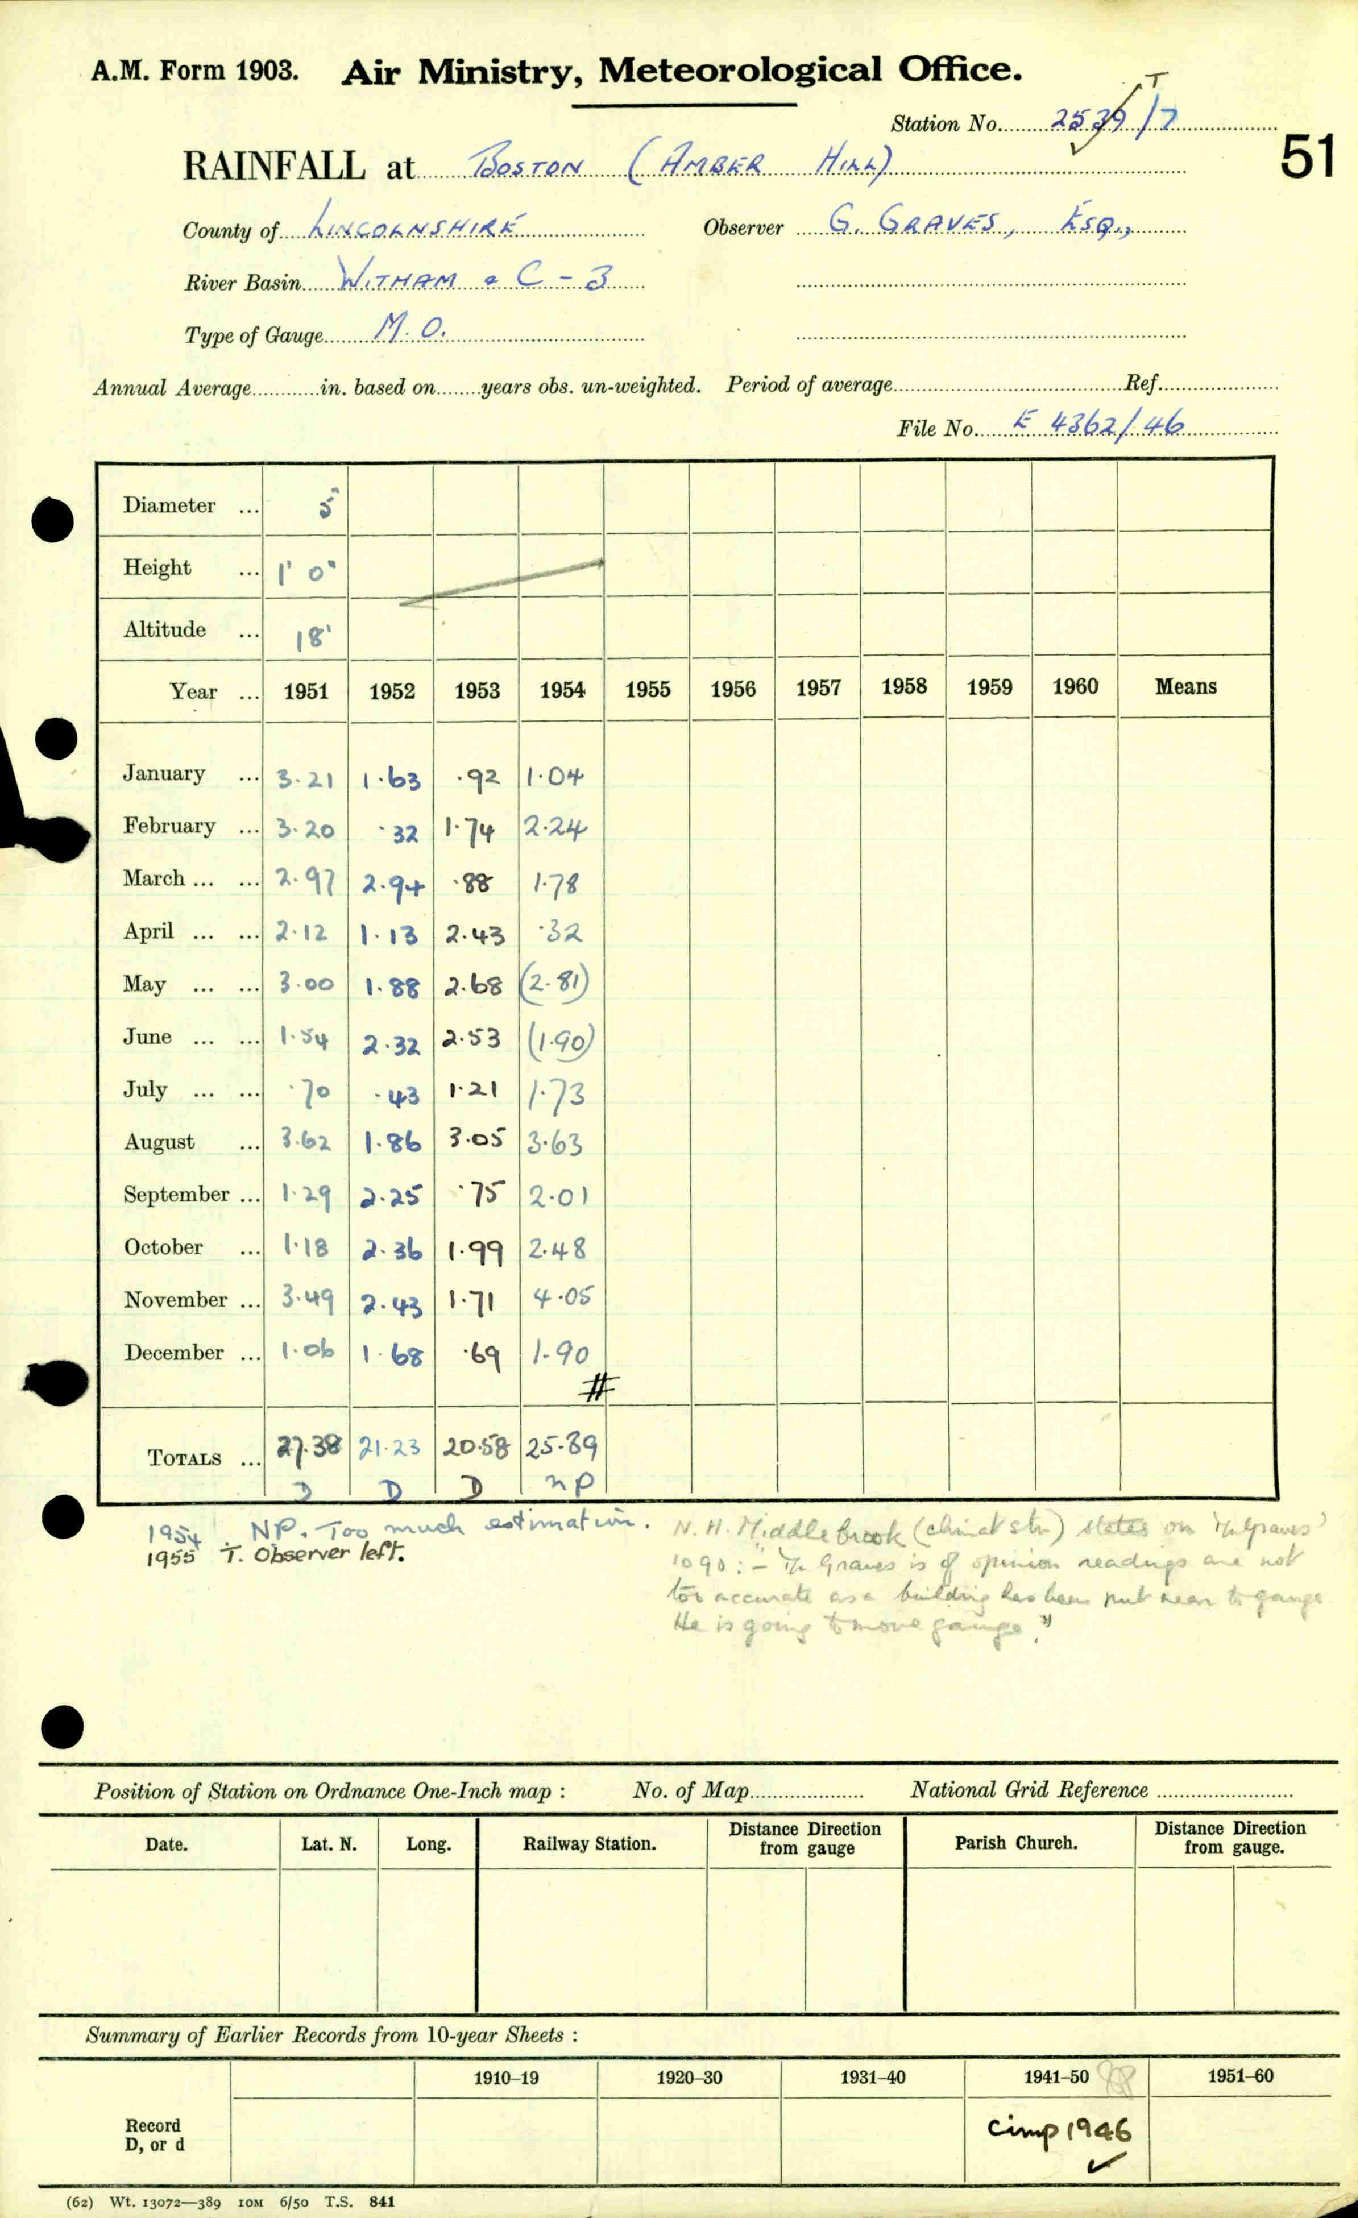 A.M. Form 1903. Air Ministry, Meteorological Office.
T
Station No. 2539/7
51
RAINFALL at BOSTON (AMBER HILL)
County of LINCOLNSHIRE Observer G. GRAVES, ESQ.,
River Basin WITHAM & C - 3
Type of Gauge M.O.
Annual Average in. based on years obs. un-weighted. Period of average Ref.
File No. E 4362/46
Diameter ... 5"
Height ... 1' 0"
Altitude ... 18'
Year ... 1951 1952 1953 1954 1955 1956 1957 1958 1959 1960 Means
January ... 3.21 1.63 .92 1.04
February ... 3.20 .32 1.74 2.24
March ... ... 2.97 2.94 .88 1.78
April ... ... 2.12 1.13 2.43 .32
May ... ... 3.00 1.88 2.68 (2.81)
June ... ... 1.54 2.32 2.53 (1.90)
July ... ... .70 .43 1.21 1.73
August ... 3.62 1.86 3.05 3.63
September ... 1.29 2.25 .75 2.01
October ... 1.18 2.36 1.99 2.48
November ... 3.49 2.43 1.71 4.05
December ... 1.06 1.68 .69 1.90
#
TOTALS ... 27.38 21.23 20.58 25.89
D D D NP
1954 NP. Too much estimation.
1955 T. Observer left.
N. H. Middlebrook (climat stn) states on Mr Graves'
1090:- "Mr Graves is of opinion readings are not
too accurate as a building has been put near to gauge
He is going to move gauge."
Position of Station on Ordnance One-Inch map : No. of Map National Grid Reference
Date. Lat. N. Long. Railway Station. Distance Direction from gauge Parish Church. Distance Direction from gauge.
Summary of Earlier Records from 10-year Sheets :
1910–19 1920–30 1931–40 1941–50 1951–60
Record
D, or d
Cimp 1946
(62) Wt. 13072—389 10M 6/50 T.S. 841